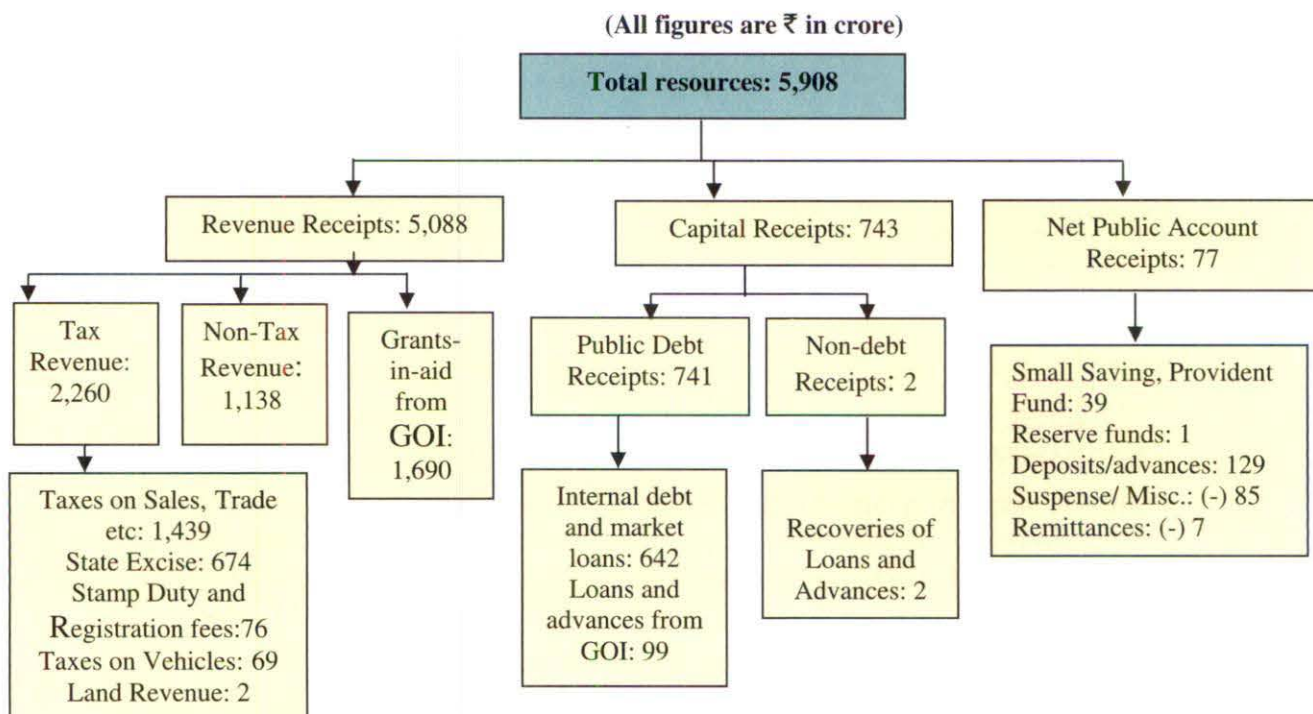 (All figures are ₹ in crore)
Total resources: 5,908
Revenue Receipts: 5,088
Capital Receipts: 743
Net Public Account
Receipts: 77
Tax
Revenue:
2,260
Non-Tax
Revenue:
1,138
Grants-
in-aid
from
GOI:
1,690
Public Debt
Receipts: 741
Non-debt
Receipts: 2
Small Saving, Provident
Fund: 39
Reserve funds: 1
Deposits/advances: 129
Suspense/ Misc.: (-) 85
Remittances: (-) 7
Taxes on Sales, Trade
etc: 1,439
State Excise: 674
Stamp Duty and
Registration fees:76
Taxes on Vehicles: 69
Land Revenue: 2
Internal debt
and market
loans: 642
Loans and
advances from
GOI: 99
Recoveries of
Loans and
Advances: 2